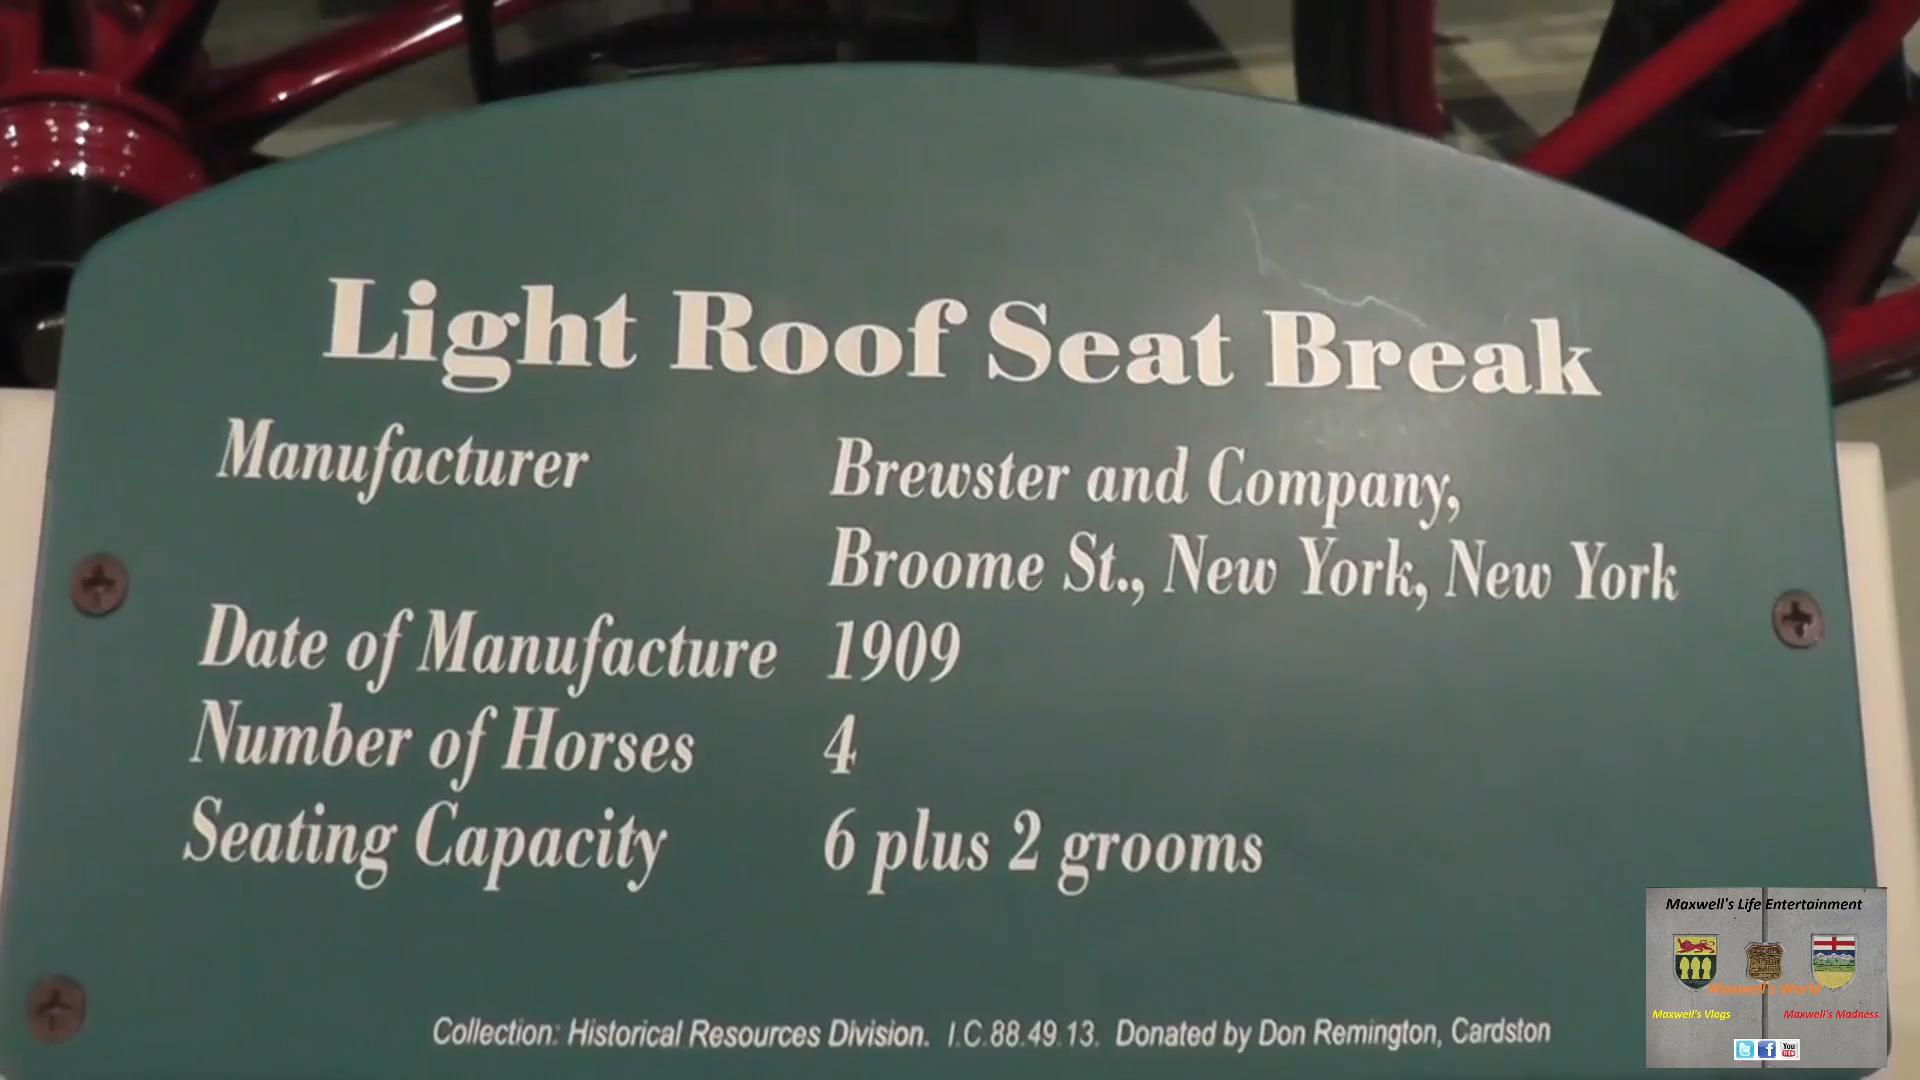 Light Roof Seat Break
Manufacturer Brewster and Company,
Broome St., New York, New York
Date of Manufacture 1909
Number of Horses 4
Seating Capacity 6 plus 2 grooms
Collection: Historical Resources Division. I.C.88.49.13. Donated by Don Remington, Cardston
Maxwell's Life Entertainment
Maxwell's World
Maxwell's Vlogs Maxwell's Madness
You